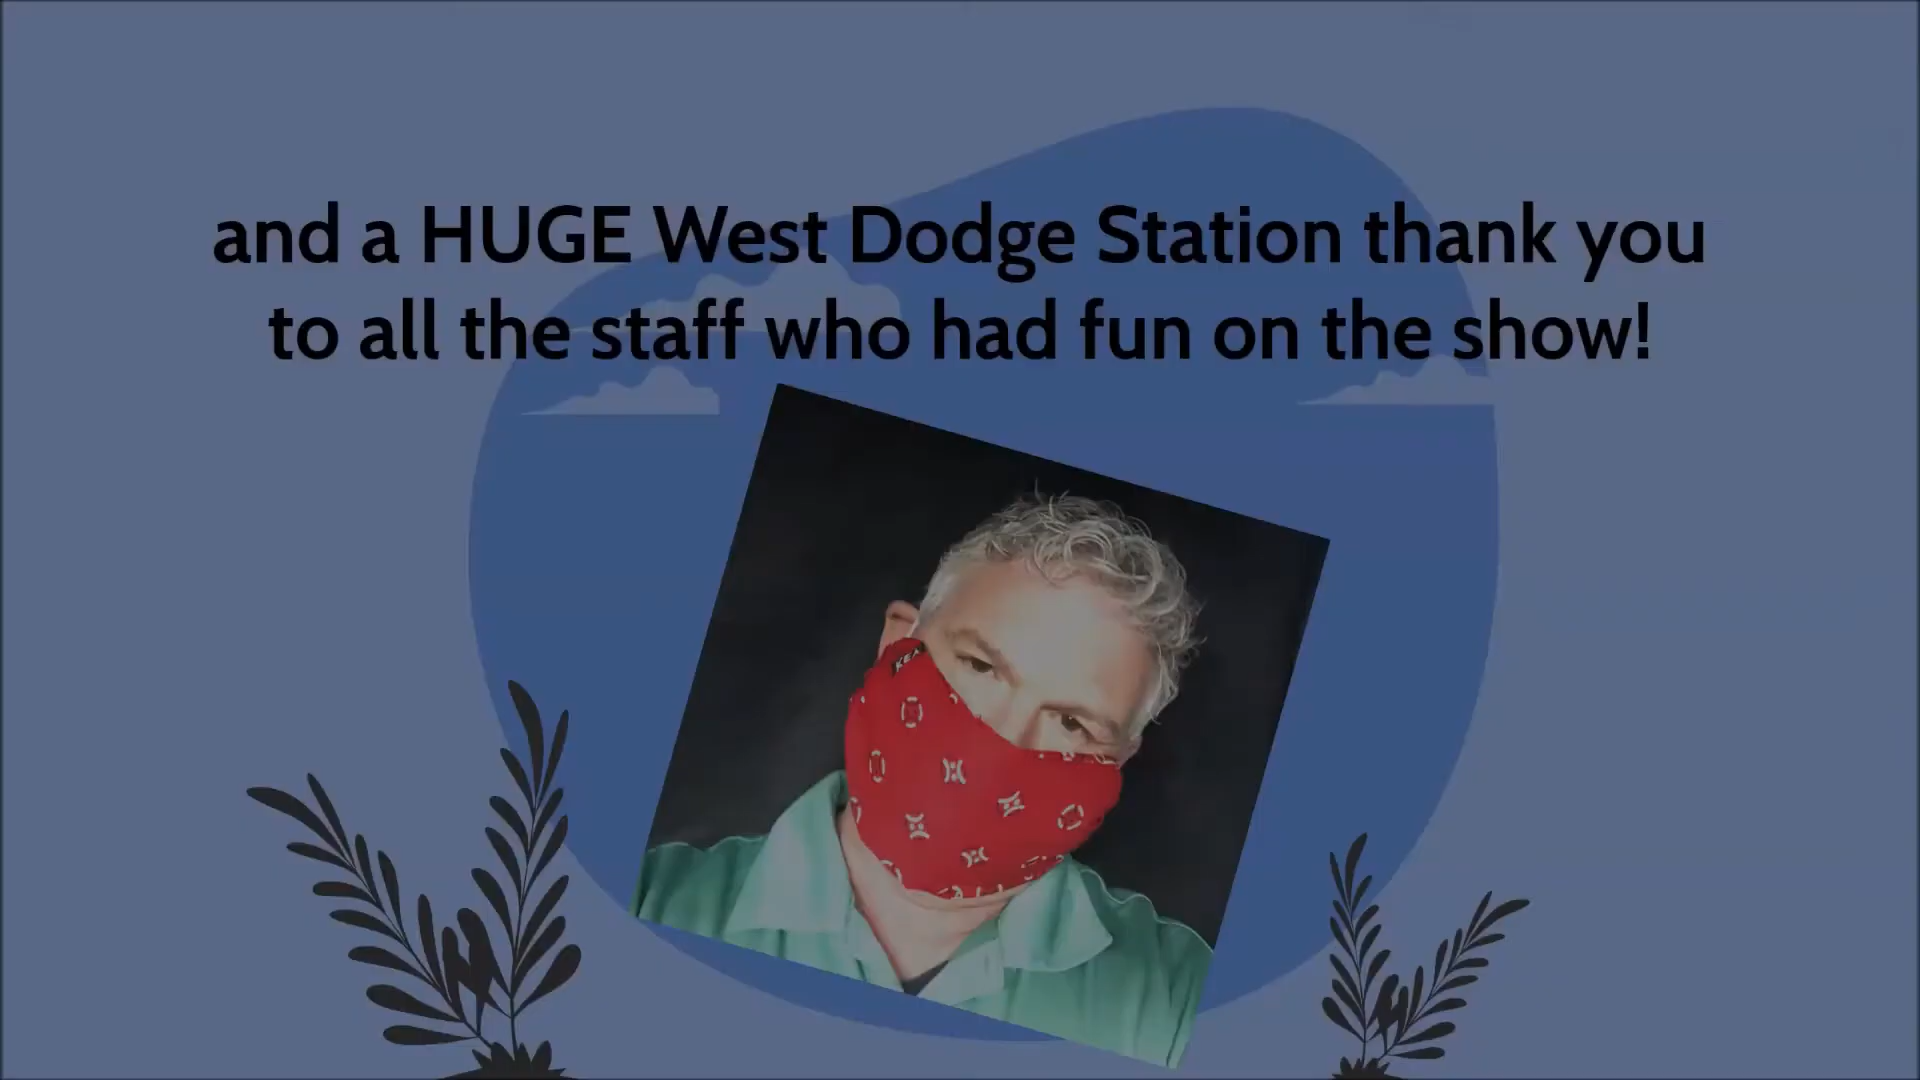 and a HUGE West Dodge Station thank you
to all the staff who had fun on the show!